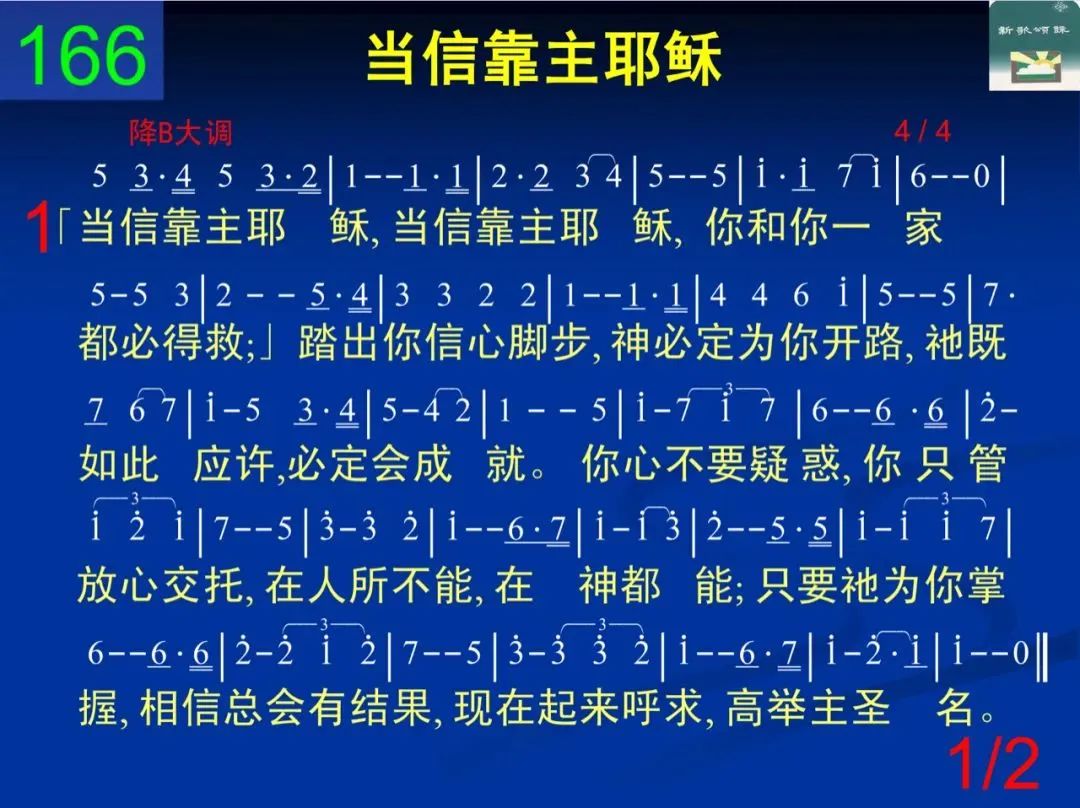 166
当信靠主耶稣
新歌頌讃
降B大调
4 / 4
5 3·4 5 3·2|1--1·1|2·2 3 4|5--5|i·i 7 i|6--0|
1
「当信靠主耶 稣, 当信靠主耶 稣, 你和你一 家
5-5 3|2 - - 5·4|3 3 2 2|1--1·1|4 4 6 i|5--5|7·
都必得救;」踏出你信心脚步, 神必定为你开路, 祂既
7 6 7|i-5 3·4|5-4 2|1 - - 5|i-7 i 7|6--6 ·6|2̇-
3
如此 应许,必定会成 就。 你心不要疑 惑, 你 只 管
3
3
i 2̇ i|7--5|3̇-3̇ 2̇|i--6·7|i-i 3̇|2̇--5·5|i-i i 7|
放心交托, 在人所不能, 在 神都 能; 只要祂为你掌
3
3
6--6·6|2̇-2̇ i 2̇|7--5|3̇-3̇ 3̇ 2̇|i--6·7|i-2̇·i|i--0‖
握, 相信总会有结果, 现在起来呼求, 高举主圣 名。
1/2